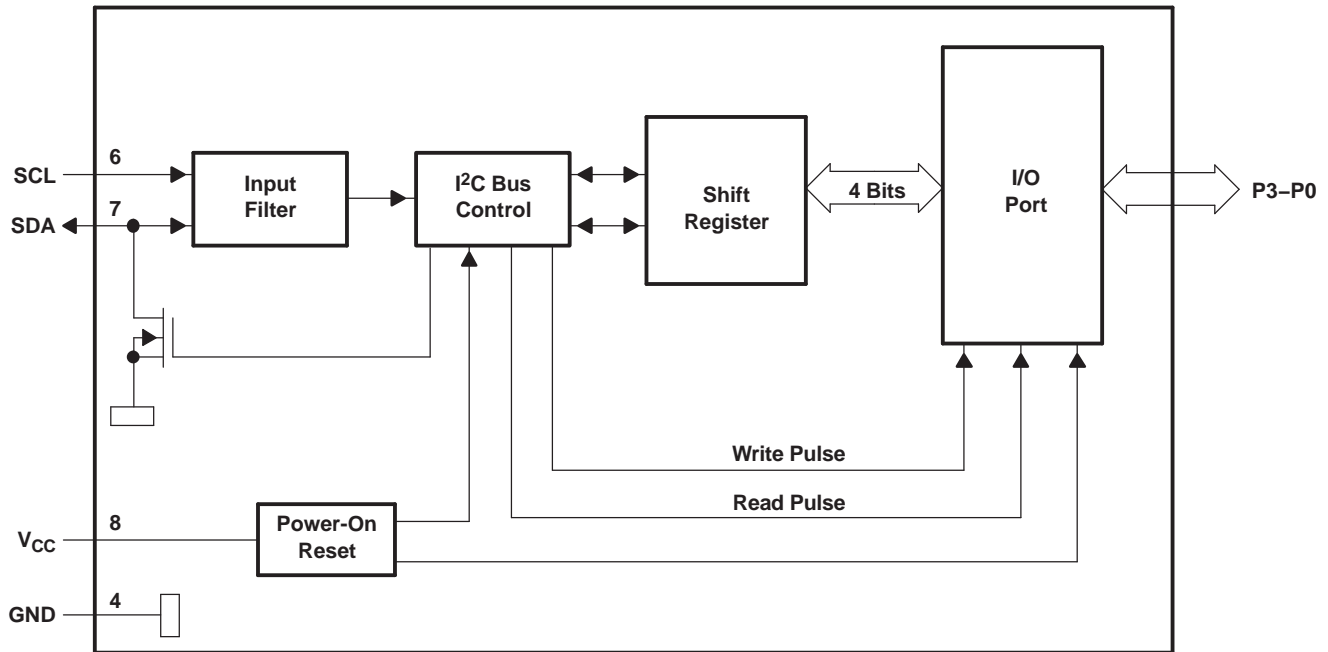 SCL
6
SDA
7
Input
Filter
I²C Bus
Control
Shift
Register
4 Bits
I/O
Port
P3–P0
Write Pulse
Read Pulse
VCC
8
Power-On
Reset
GND
4